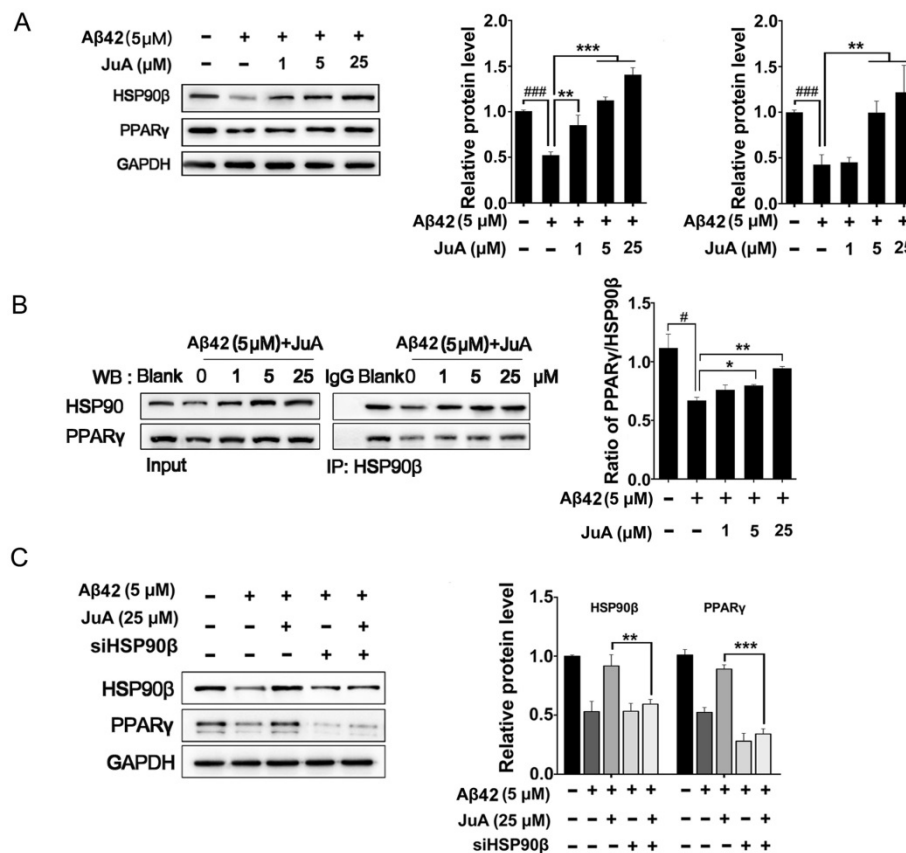 A
Aβ42 (5μM) – + + + +
JuA (μM) – – 1 5 25
HSP90β
PPARγ
GAPDH
Relative protein level
2.0
1.5
1.0
0.5
0.0
###
**
***
Aβ42 (5 μM) – + + + +
JuA (μM) – – 1 5 25
Relative protein level
2.0
1.5
1.0
0.5
0.0
###
**
Aβ42 (5 μM) – + + + +
JuA (μM) – – 1 5 25
B
Aβ42 (5μM)+JuA
Aβ42 (5μM)+JuA
WB : Blank 0 1 5 25 IgG Blank 0 1 5 25 μM
HSP90
PPARγ
Input
IP: HSP90β
Ratio of PPARγ/HSP90β
1.5
1.0
0.5
0.0
#
*
**
Aβ42 (5 μM) – + + + +
JuA (μM) – – 1 5 25
C
Aβ42 (5 μM) – + + + +
JuA (25 μM) – – + – +
siHSP90β – – – + +
HSP90β
PPARγ
GAPDH
Relative protein level
1.5
1.0
0.5
0.0
HSP90β
PPARγ
**
***
Aβ42 (5 μM) – + + + + – + + + +
JuA (25 μM) – – + – + – – + – +
siHSP90β – – – + + – – – + +